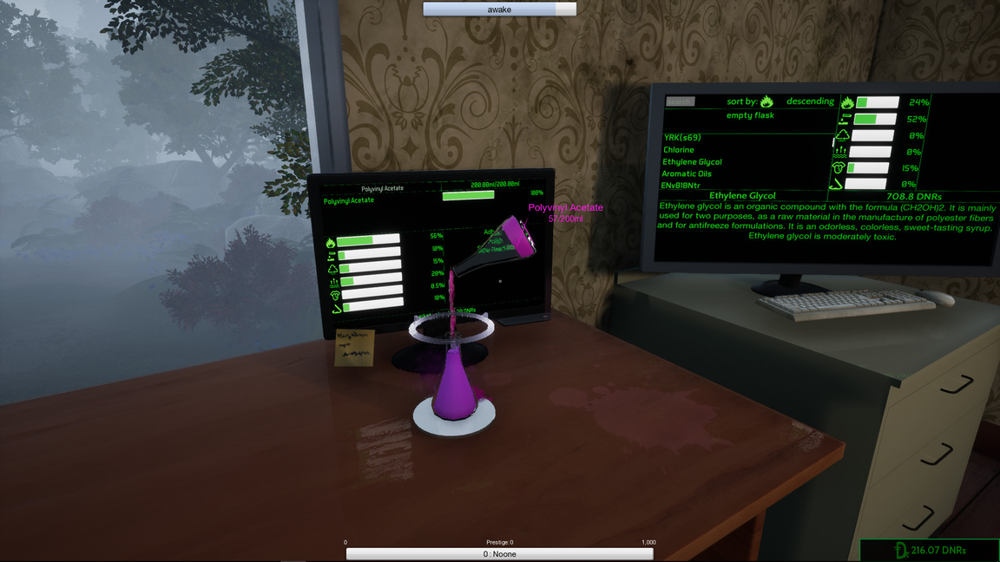 awake
search...
sort by:
descending
24%
empty flask
52%
YRK(s69)
0%
Chlorine
0%
Ethylene Glycol
15%
Aromatic Oils
0%
ENv818Ntr
Ethylene Glycol
708.8 DNRs
Ethylene glycol is an organic compound with the formula (CH2OH)2. It is mainly
used for two purposes, as a raw material in the manufacture of polyester fibers
and for antifreeze formulations. It is an odorless, colorless, sweet-tasting syrup.
Ethylene glycol is moderately toxic.
Polyvinyl Acetate
200.00ml/200.00ml
Polyvinyl Acetate
100%
Polyvinyl Acetate
57/200ml
56%
10%
15%
20%
8.5%
10%
DNRs
0
Prestige: 0
1,000
0 : Noone
216.07 DNRs